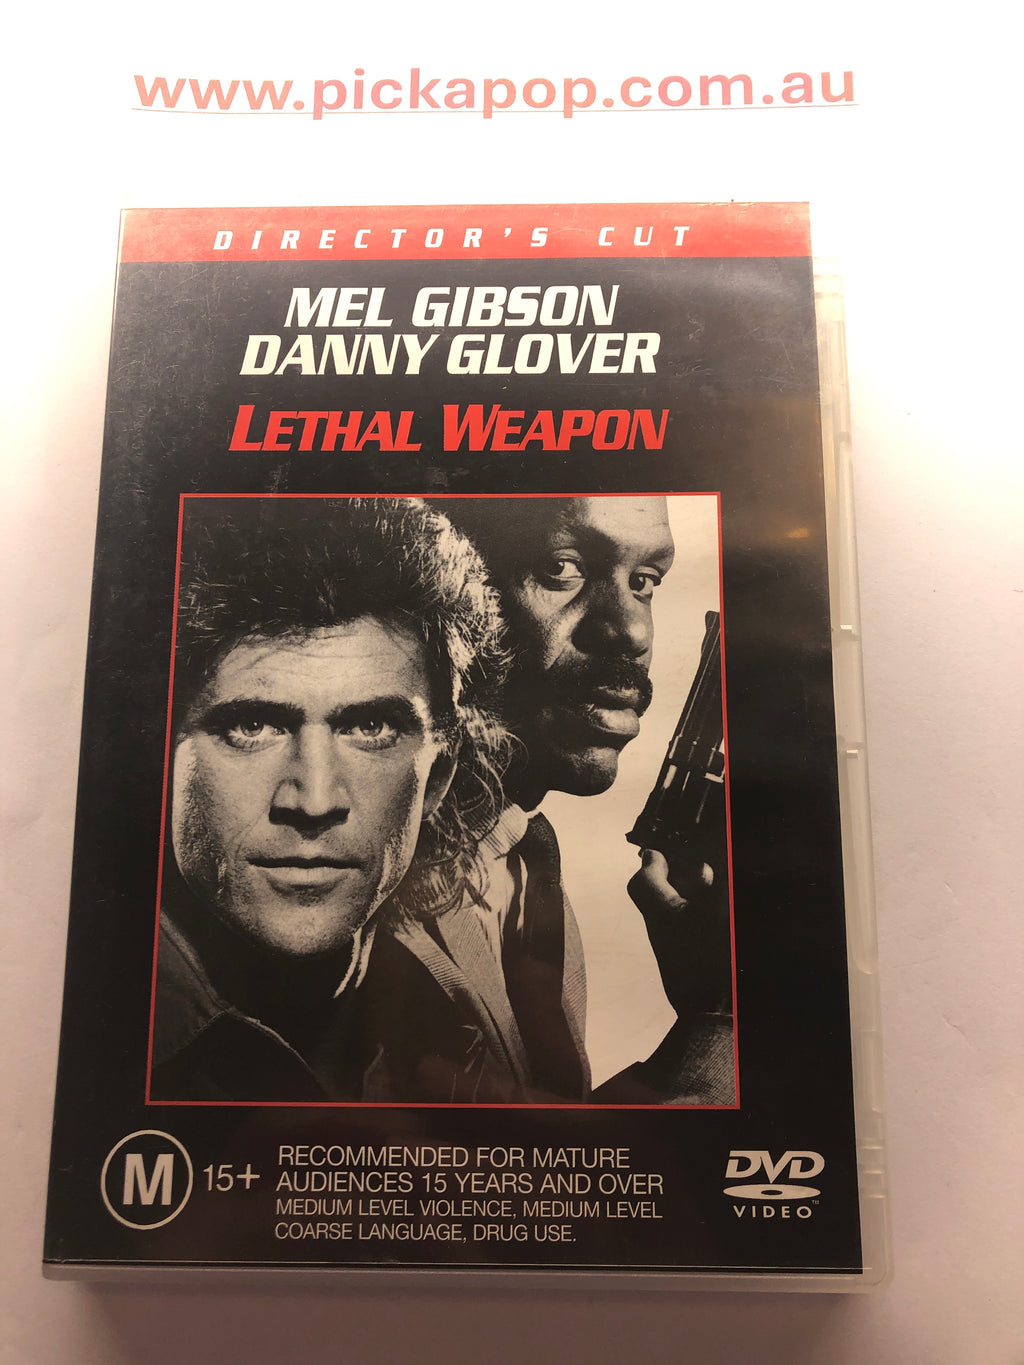 www.pickapop.com.au
DIRECTOR'S CUT
MEL GIBSON
DANNY GLOVER
LETHAL WEAPON
M 15+
RECOMMENDED FOR MATURE
AUDIENCES 15 YEARS AND OVER
MEDIUM LEVEL VIOLENCE, MEDIUM LEVEL
COARSE LANGUAGE, DRUG USE.
DVD
VIDEO™